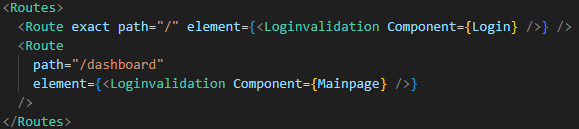 <Routes>
<Route exact path="/" element={<Loginvalidation Component={Login} />} />
<Route
path="/dashboard"
element={<Loginvalidation Component={Mainpage} />}
/>
</Routes>